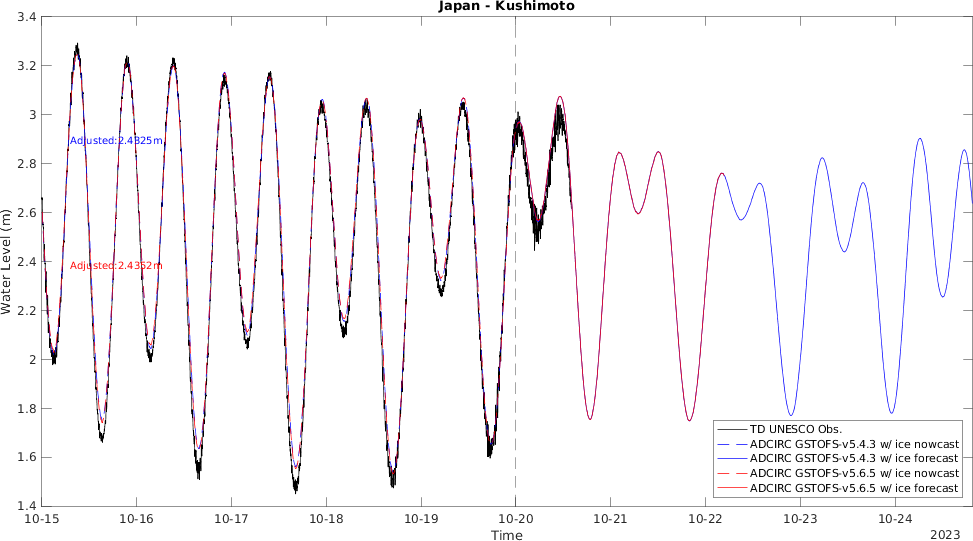 Japan - Kushimoto
3.4
3.2
3
2.8
2.6
2.4
2.2
2
1.8
1.6
1.4
Water Level (m)
Adjusted:2.4325m
Adjusted:2.4352m
TD UNESCO Obs.
ADCIRC GSTOFS-v5.4.3 w/ ice nowcast
ADCIRC GSTOFS-v5.4.3 w/ ice forecast
ADCIRC GSTOFS-v5.6.5 w/ ice nowcast
ADCIRC GSTOFS-v5.6.5 w/ ice forecast
10-15 10-16 10-17 10-18 10-19 10-20 10-21 10-22 10-23 10-24
Time
2023